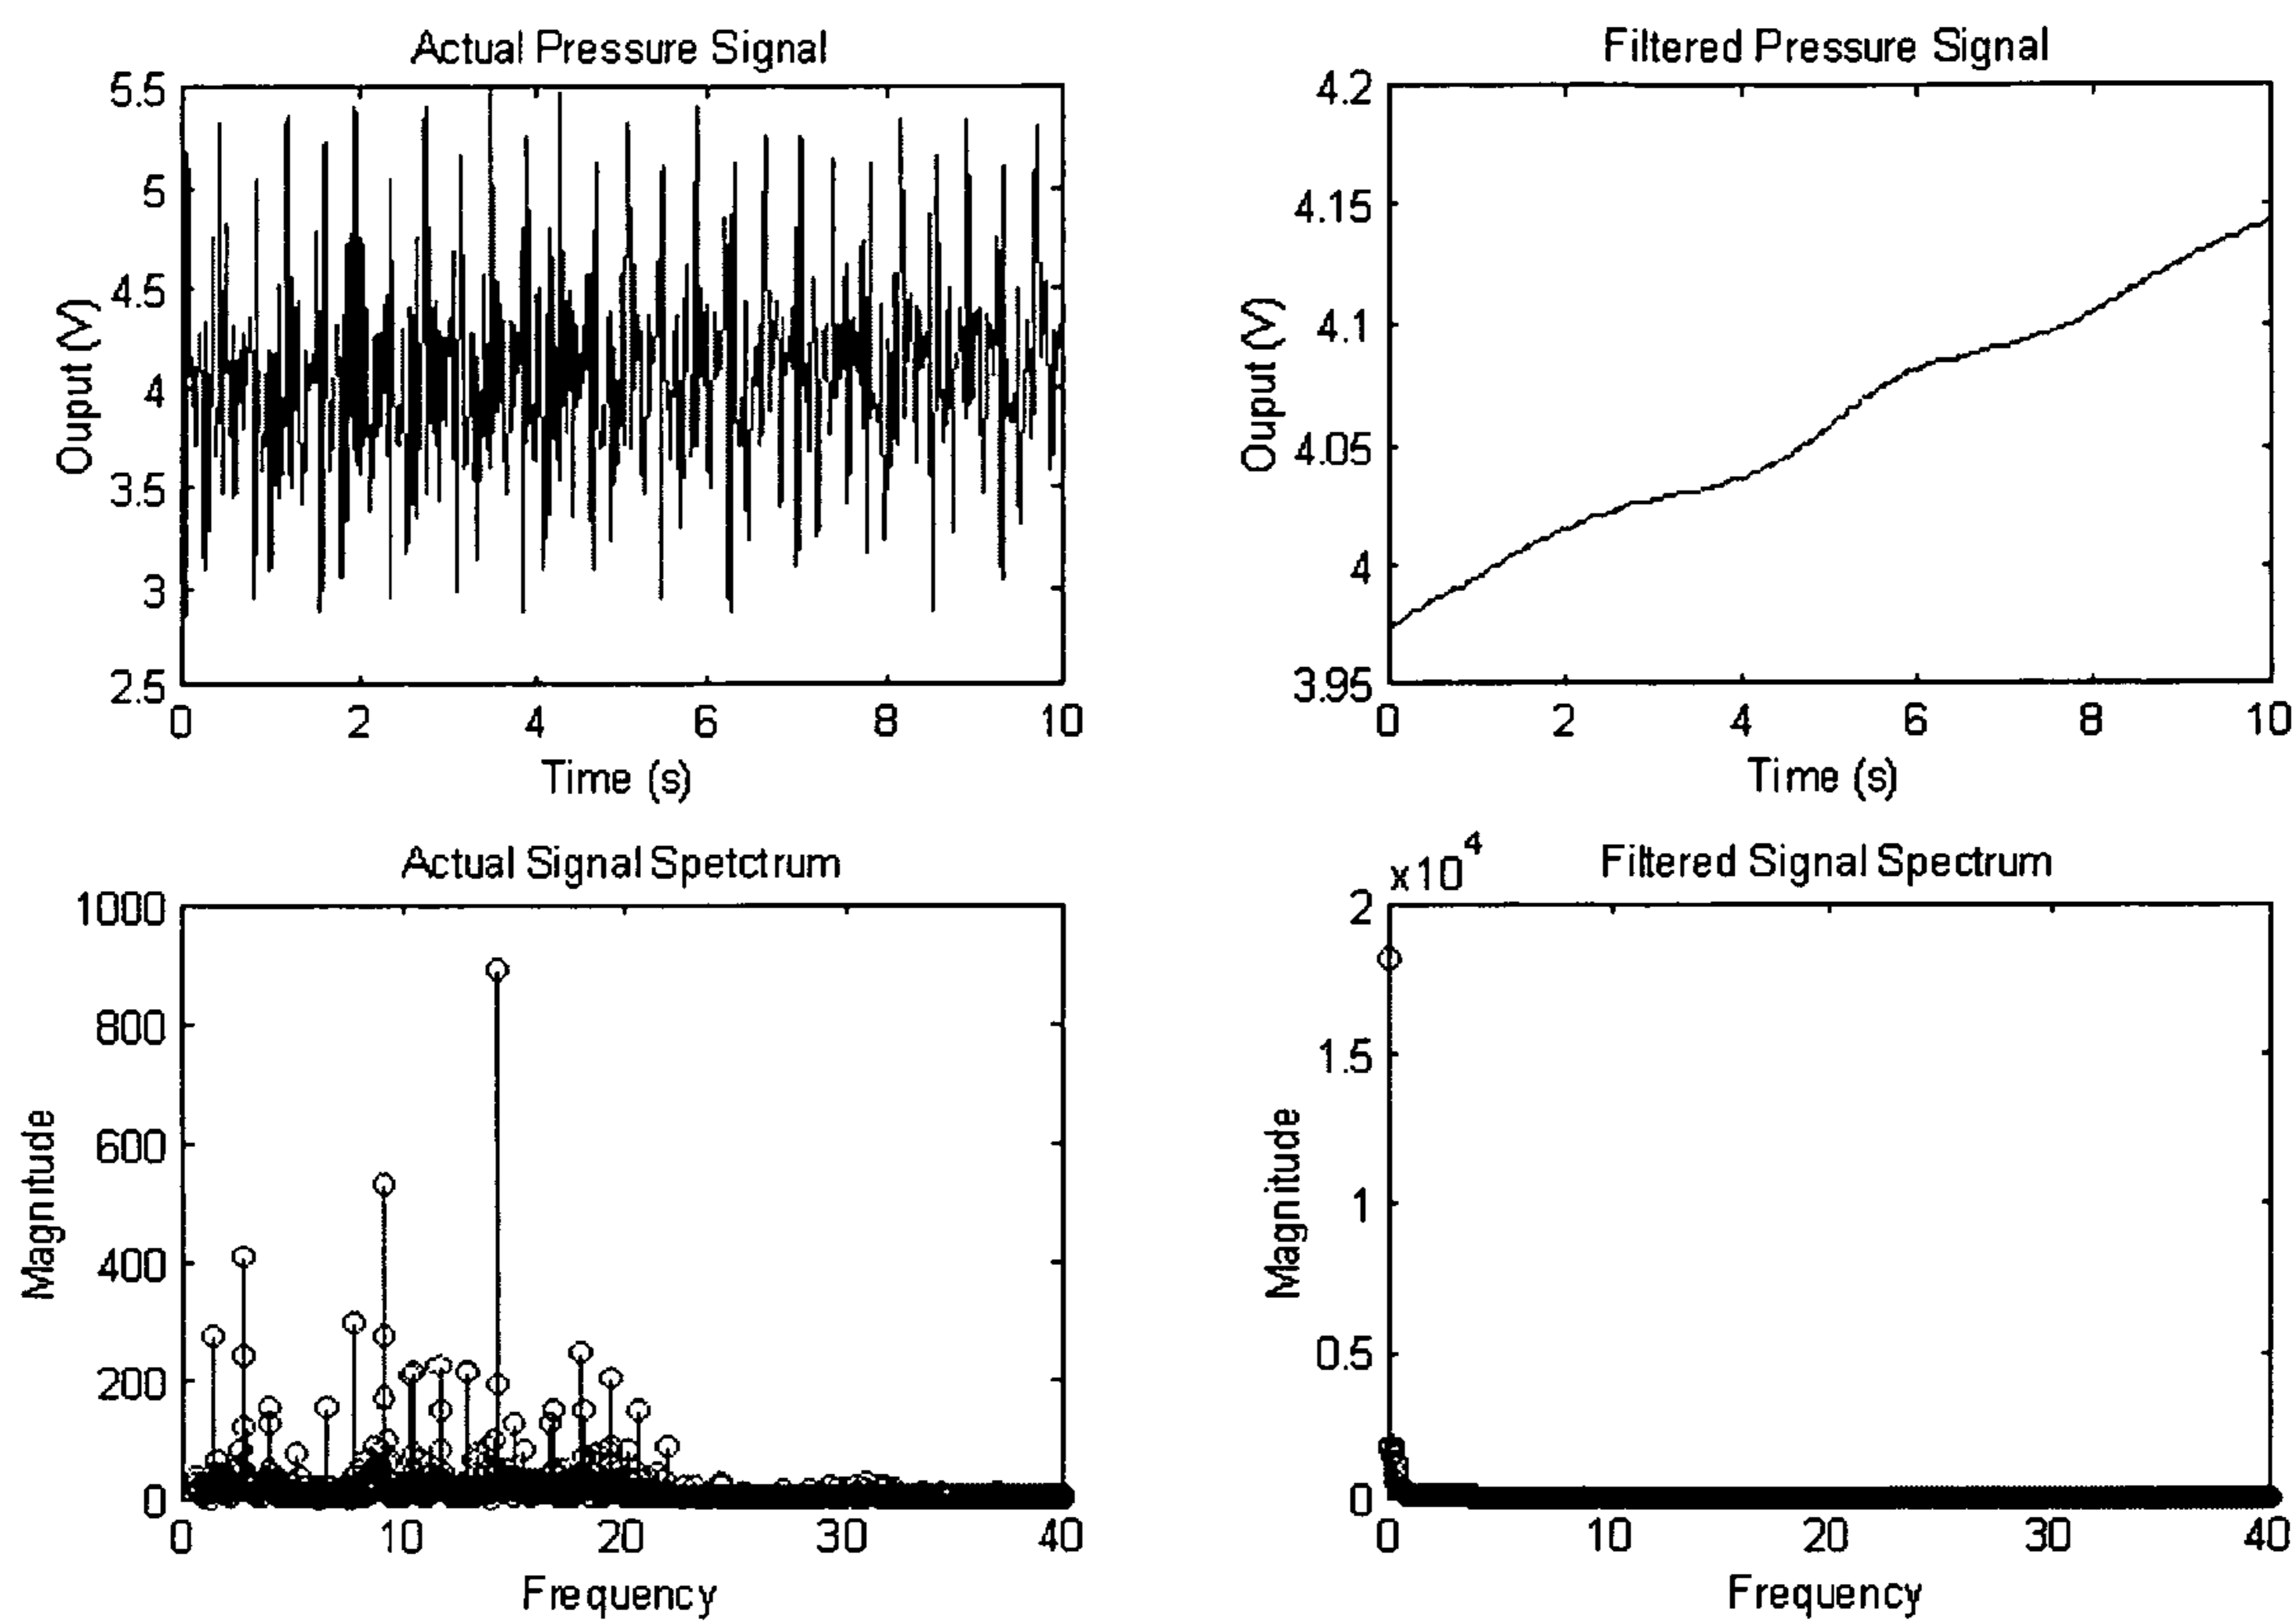 Actual Pressure Signal
5.5
5
4.5
4
3.5
3
2.5
Ouput (V)
0 2 4 6 8 10
Time (s)
Filtered Pressure Signal
4.2
4.15
4.1
4.05
4
3.95
Ouput (V)
0 2 4 6 8 10
Time (s)
Actual Signal Spetctrum
1000
800
600
400
200
0
Magnitude
0 10 20 30 40
Frequency
x10^4
Filtered Signal Spectrum
2
1.5
1
0.5
0
Magnitude
0 10 20 30 40
Frequency